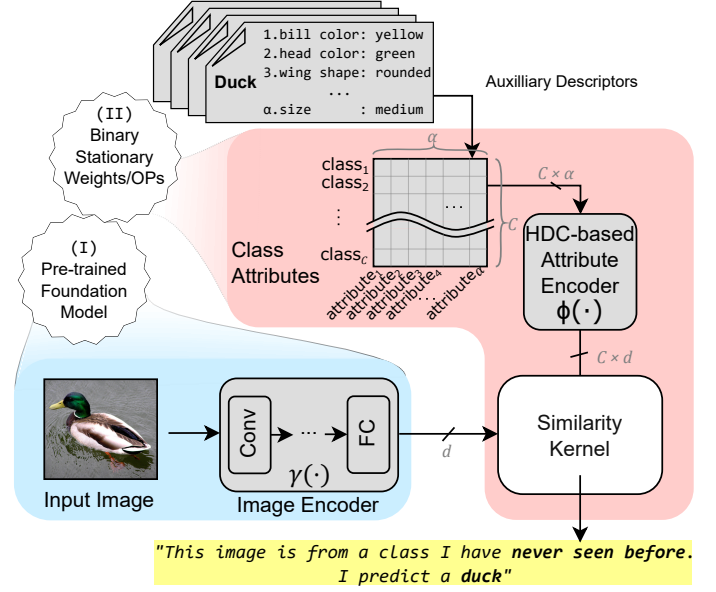 1.bill color: yellow
2.head color: green
3.wing shape: rounded
...
α.size : medium
Duck
Auxilliary Descriptors
(II)
Binary
Stationary
Weights/OPs
(I)
Pre-trained
Foundation
Model
Class
Attributes
α
C
class1
class2
⋮
classC
...
attribute1
attribute2
attribute3
attribute4
...
attributeα
C × α
HDC-based
Attribute
Encoder
ϕ(·)
C × d
Input Image
Conv
...
FC
γ(·)
Image Encoder
d
Similarity
Kernel
"This image is from a class I have never seen before.
I predict a duck"